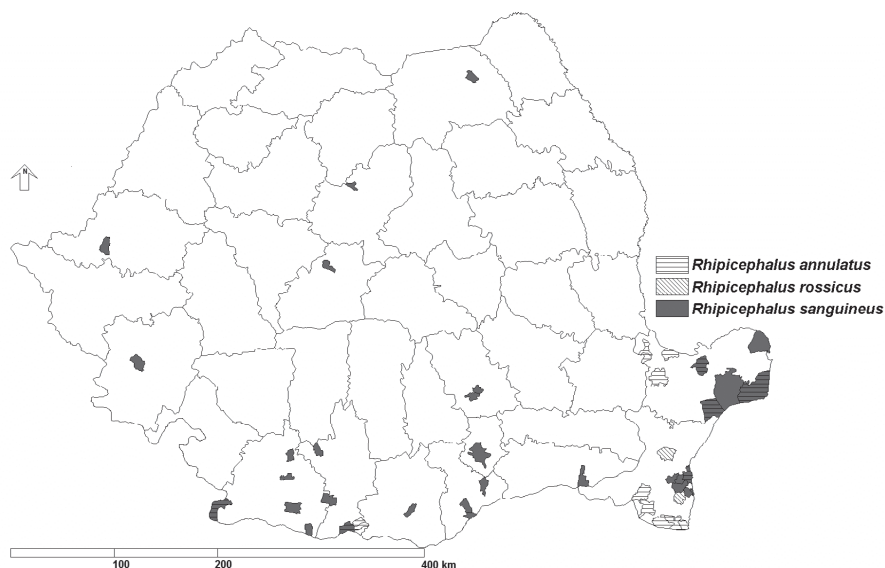 N
Rhipicephalus annulatus
Rhipicephalus rossicus
Rhipicephalus sanguineus
100 200 400 km